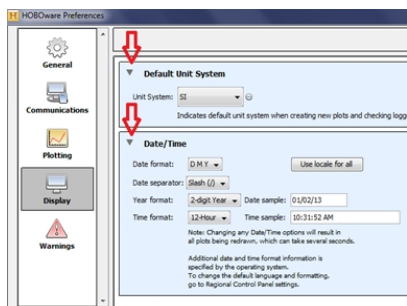 HOBOware Preferences
General
Communications
Plotting
Display
Warnings
Default Unit System
Unit System: SI
Indicates default unit system when creating new plots and checking logg
Date/Time
Date format: D M Y Use locale for all
Date separator: Slash (/)
Year format: 2-digit Year Date sample: 01/02/13
Time format: 12-Hour Time sample: 10:31:52 AM
Note: Changing any Date/Time options will result in
all plots being redrawn, which can take several seconds.
Additional date and time format information is
specified by the operating system.
To change the default language and formatting,
go to Regional Control Panel settings.